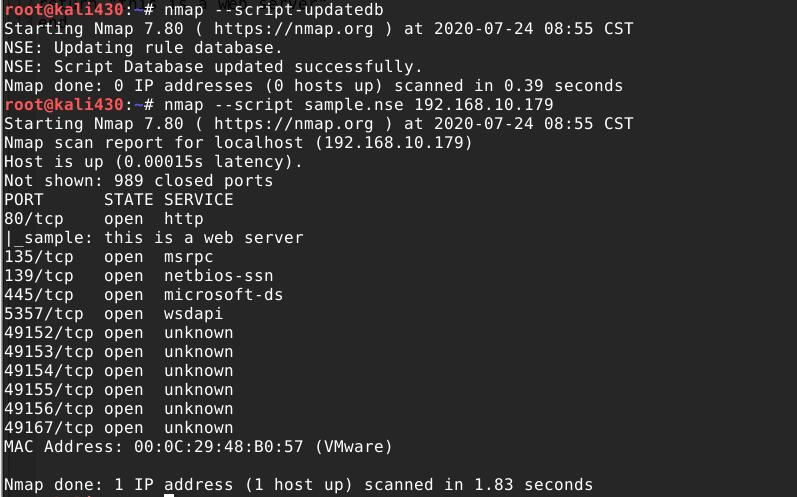 root@kali430:~# nmap --script-updatedb
Starting Nmap 7.80 ( https://nmap.org ) at 2020-07-24 08:55 CST
NSE: Updating rule database.
NSE: Script Database updated successfully.
Nmap done: 0 IP addresses (0 hosts up) scanned in 0.39 seconds
root@kali430:~# nmap --script sample.nse 192.168.10.179
Starting Nmap 7.80 ( https://nmap.org ) at 2020-07-24 08:55 CST
Nmap scan report for localhost (192.168.10.179)
Host is up (0.00015s latency).
Not shown: 989 closed ports
PORT      STATE SERVICE
80/tcp    open  http
|_sample: this is a web server
135/tcp   open  msrpc
139/tcp   open  netbios-ssn
445/tcp   open  microsoft-ds
5357/tcp  open  wsdapi
49152/tcp open  unknown
49153/tcp open  unknown
49154/tcp open  unknown
49155/tcp open  unknown
49156/tcp open  unknown
49167/tcp open  unknown
MAC Address: 00:0C:29:48:B0:57 (VMware)
Nmap done: 1 IP address (1 host up) scanned in 1.83 seconds